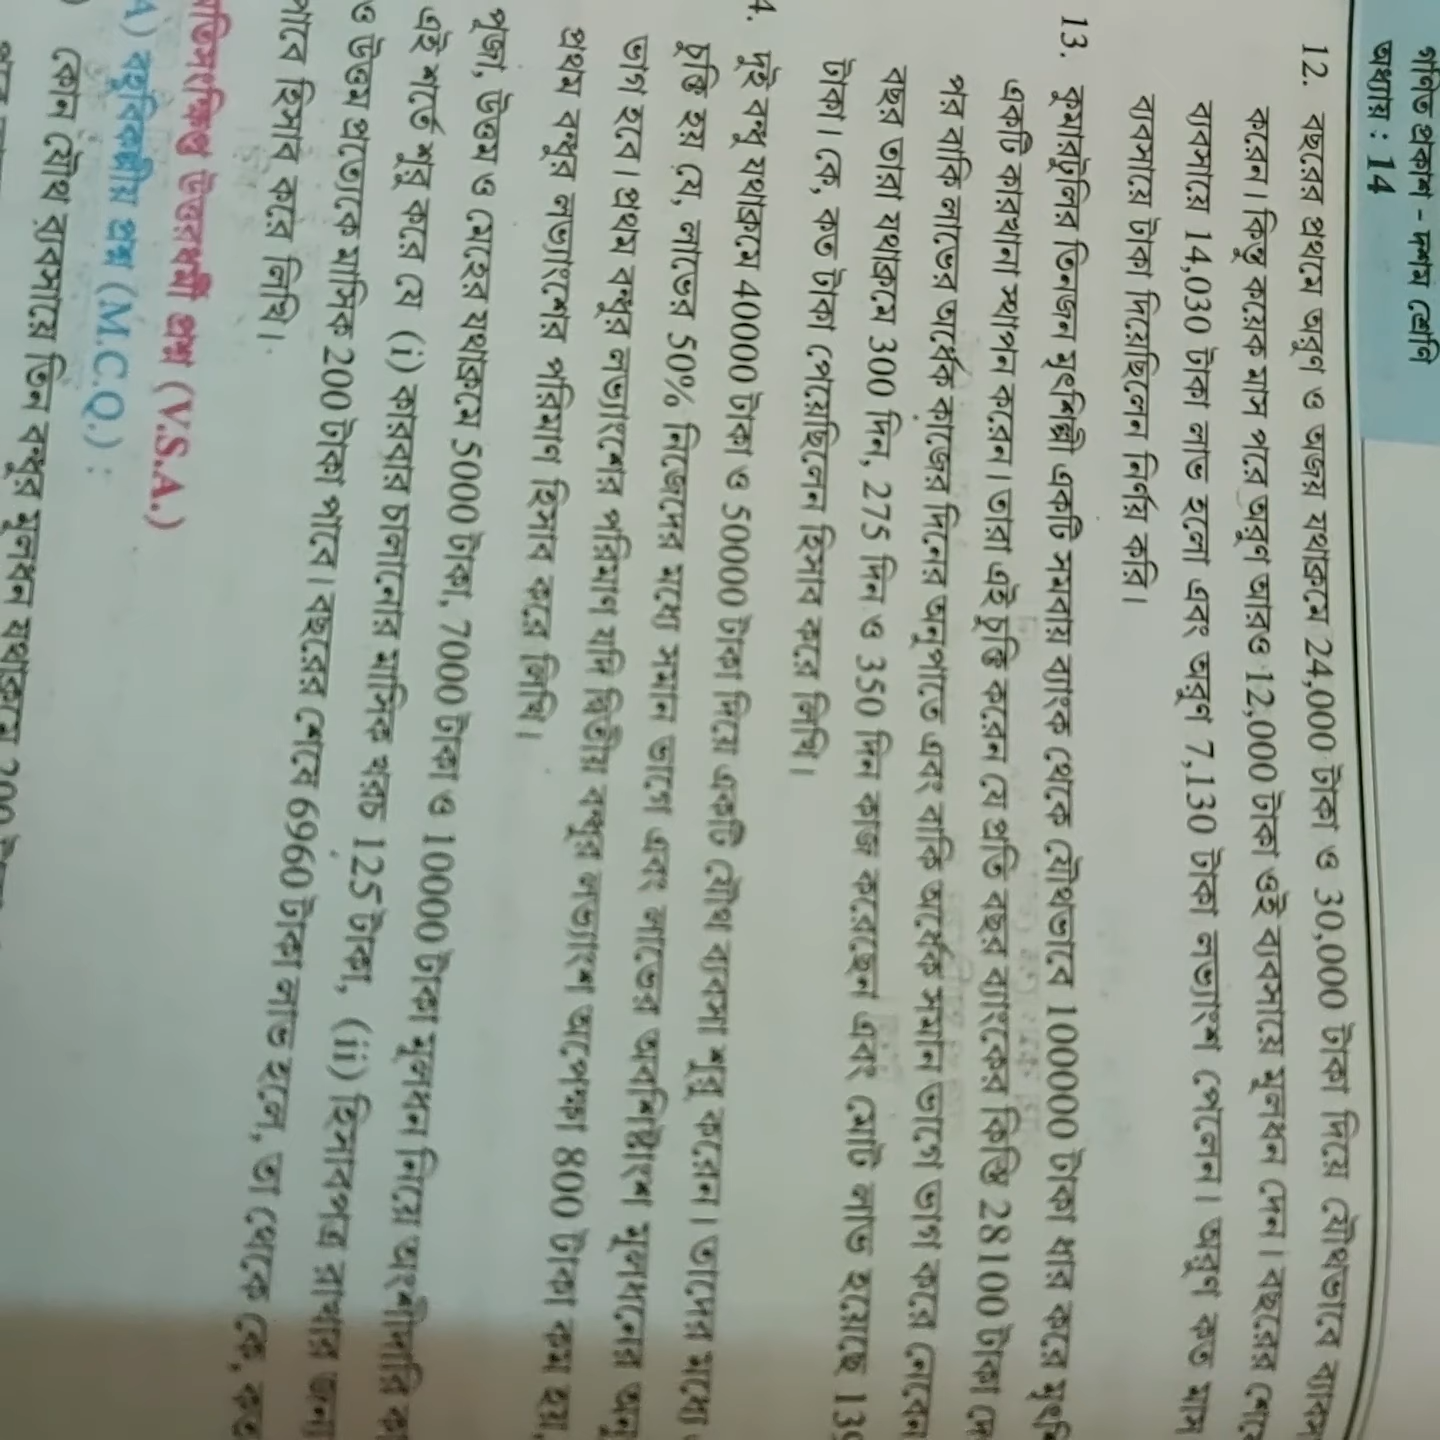 গণিত প্রকাশ - দশম শ্রেণি
অধ্যায় : 14
12. বছরের প্রথমে অরুণ ও অজয় যথাক্রমে 24,000 টাকা ও 30,000 টাকা দিয়ে যৌথভাবে
করেন। কিন্তু কয়েক মাস পরে অরুণ আরও 12,000 টাকা ওই ব্যবসায়ে মূলধন দেন। বছরের
ব্যবসায়ে 14,030 টাকা লাভ হলো এবং অরুণ 7,130 টাকা লভ্যাংশ পেলেন। অরুণ কত মাস
ব্যবসায়ে টাকা দিয়েছিলেন নির্ণয় করি।
13. কুমারটুলির তিনজন মৃৎশিল্পী একটি সমবায় ব্যাংক থেকে যৌথভাবে 100000 টাকা ধার করে
একটি কারখানা স্থাপন করেন। তারা এই চুক্তি করেন যে প্রতি বছর ব্যাংকের কিস্তি 28100 টাকা
পর বাকি লাভের অর্ধেক কাজের দিনের অনুপাতে এবং বাকি অর্ধেক সমান ভাগে ভাগ করে নেবেন
বছর তারা যথাক্রমে 300 দিন, 275 দিন ও 350 দিন কাজ করেছেন এবং মোট লাভ হয়েছে
টাকা। কে, কত টাকা পেয়েছিলেন হিসাব করে লিখি।
4. দুই বন্ধু যথাক্রমে 40000 টাকা ও 50000 টাকা দিয়ে একটি যৌথ ব্যবসা শুরু করেন। তাদের মধ্যে
চুক্তি হয় যে, লাভের 50% নিজেদের মধ্যে সমান ভাগে এবং লাভের অবশিষ্টাংশ মূলধনের
ভাগ হবে। প্রথম বন্ধুর লভ্যাংশের পরিমাণ যদি দ্বিতীয় বন্ধুর লভ্যাংশ অপেক্ষা 800 টাকা কম হয়,
প্রথম বন্ধুর লভ্যাংশের পরিমাণ হিসাব করে লিখি।
পূজা, উত্তম ও মেহের যথাক্রমে 5000 টাকা, 7000 টাকা ও 10000 টাকা মূলধন নিয়ে অংশীদারি
এই শর্তে শুরু করে যে (i) কারবার চালানোর মাসিক খরচ 125 টাকা, (ii) হিসাবপত্র রাখার জন্য
ও উত্তম প্রত্যেকে মাসিক 200 টাকা পাবে। বছরের শেষে 6960 টাকা লাভ হলে, তা থেকে কে, কত
পাবে হিসাব করে লিখি।
অতিসংক্ষিপ্ত উত্তরধর্মী প্রশ্ন (V.S.A.)
A) বহুবিকল্পীয় প্রশ্ন (M.C.Q.) :
কোন যৌথ ব্যবসায়ে তিন বন্ধুর মূলধন যথাক্রমে 200